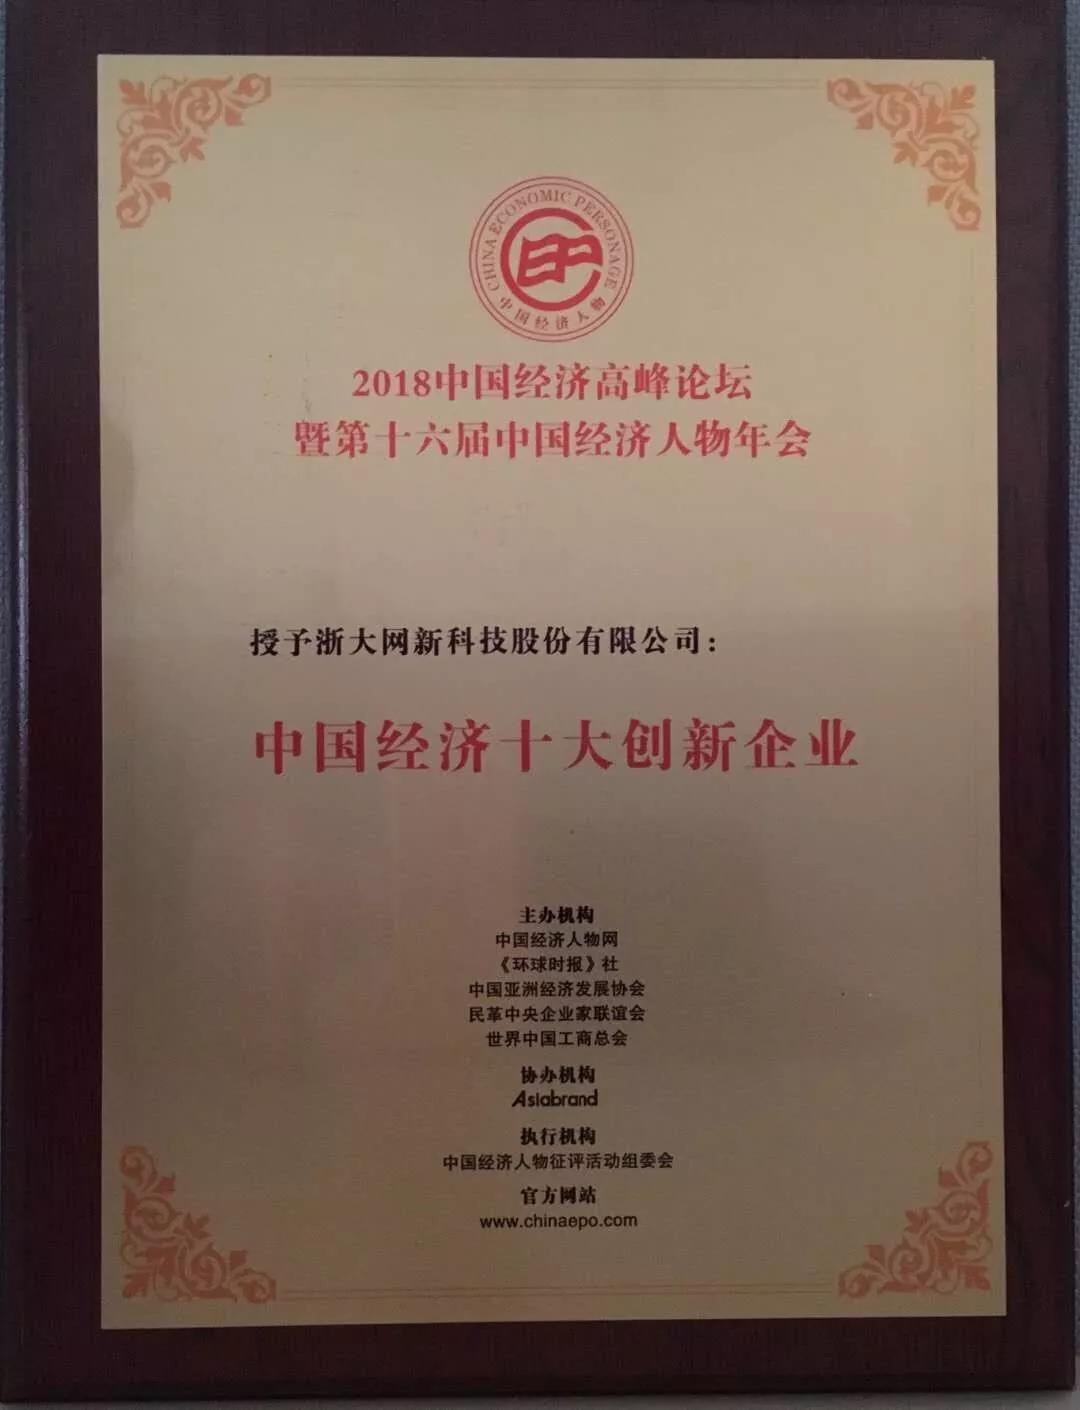 CHINA ECONOMIC PERSONAGE
中国经济人物
2018中国经济高峰论坛
暨第十六届中国经济人物年会
授予浙大网新科技股份有限公司：
中国经济十大创新企业
主办机构
中国经济人物网
《环球时报》社
中国亚洲经济发展协会
民革中央企业家联谊会
世界中国工商总会
协办机构
Asiabrand
执行机构
中国经济人物征评活动组委会
官方网站
www.chinaepo.com